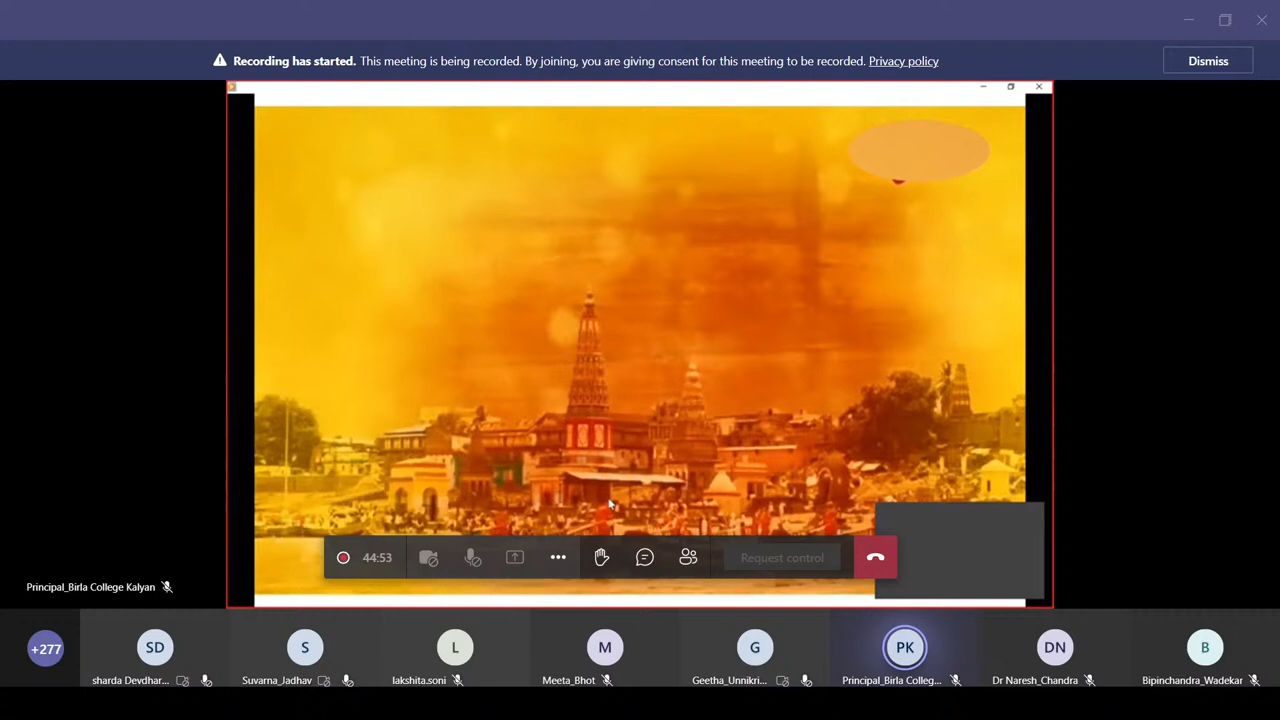 Recording has started. This meeting is being recorded. By joining, you are giving consent for this meeting to be recorded. Privacy policy
Dismiss
44:53
Request control
Principal_Birla College Kalyan
+277
SD
S
L
M
G
PK
DN
B
sharda Devdhar...
Suvarna_Jadhav
lakshita.soni
Meeta_Bhot
Geetha_Unnikri...
Principal_Birla Colleg...
Dr Naresh_Chandra
Bipinchandra_Wadekar